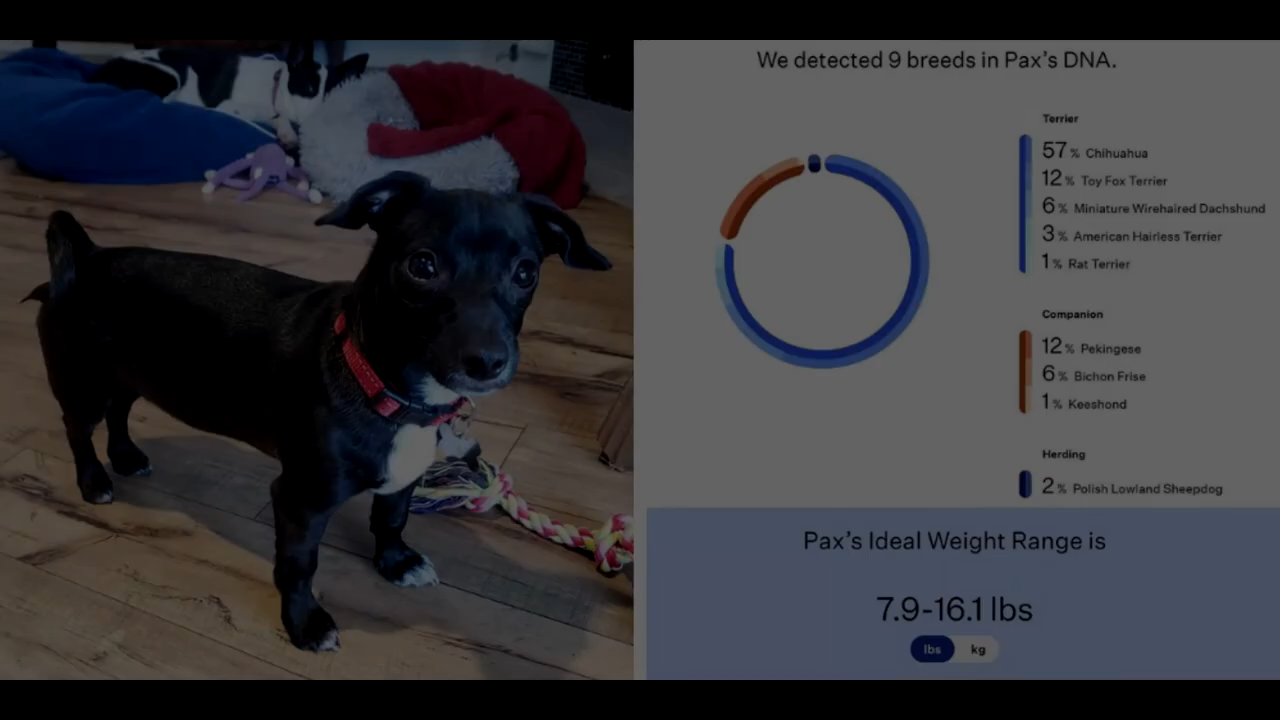 We detected 9 breeds in Pax's DNA.
Terrier
57% Chihuahua
12% Toy Fox Terrier
6% Miniature Wirehaired Dachshund
3% American Hairless Terrier
1% Rat Terrier
Companion
12% Pekingese
6% Bichon Frise
1% Keeshond
Herding
2% Polish Lowland Sheepdog
Pax's Ideal Weight Range is
7.9-16.1 lbs
lbs kg